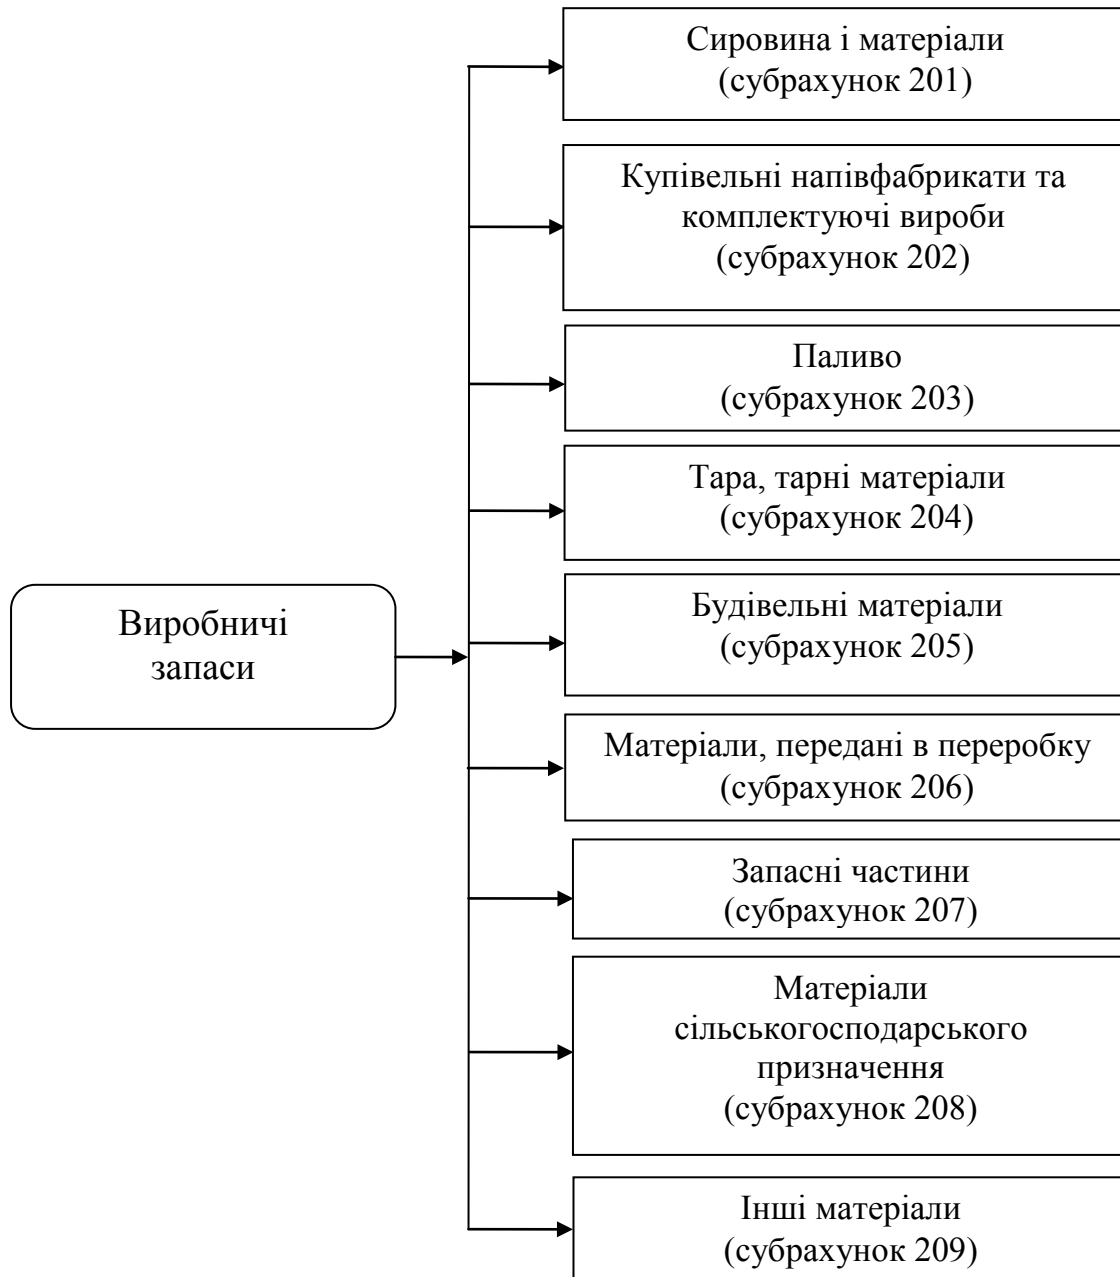 Сировина і матеріали
(субрахунок 201)
Купівельні напівфабрикати та
комплектуючі вироби
(субрахунок 202)
Паливо
(субрахунок 203)
Тара, тарні матеріали
(субрахунок 204)
Виробничі
запаси
Будівельні матеріали
(субрахунок 205)
Матеріали, передані в переробку
(субрахунок 206)
Запасні частини
(субрахунок 207)
Матеріали
сільськогосподарського
призначення
(субрахунок 208)
Інші матеріали
(субрахунок 209)